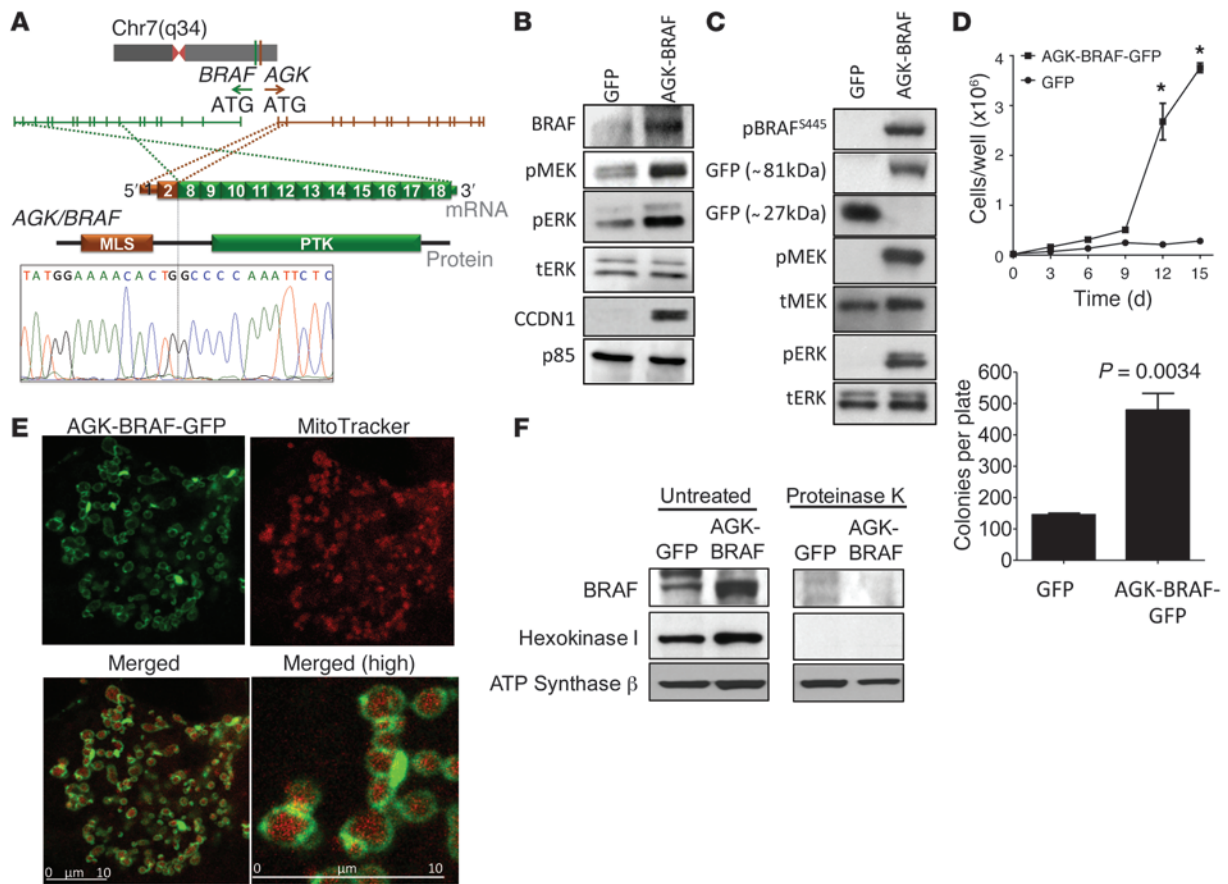 A
Chr7(q34)
BRAF AGK
ATG ATG
5′ 1 2 8 9 10 11 12 13 14 15 16 17 18 3′
mRNA
AGK/BRAF
MLS PTK
Protein
TATGGAAAACACTGGCCCCAAATTCTC
B
GFP
AGK-BRAF
BRAF
pMEK
pERK
tERK
CCDN1
p85
C
GFP
AGK-BRAF
pBRAF^S445
GFP (~81kDa)
GFP (~27kDa)
pMEK
tMEK
pERK
tERK
D
AGK-BRAF-GFP
GFP
Cells/well (x10⁶)
4
3
2
1
0
* *
0 3 6 9 12 15
Time (d)
P = 0.0034
Colonies per plate
600
500
400
300
200
100
0
GFP
AGK-BRAF-
GFP
E
AGK-BRAF-GFP MitoTracker
Merged Merged (high)
0 µm 10
0 µm 10
F
Untreated Proteinase K
GFP AGK-
BRAF
GFP AGK-
BRAF
BRAF
Hexokinase I
ATP Synthase β